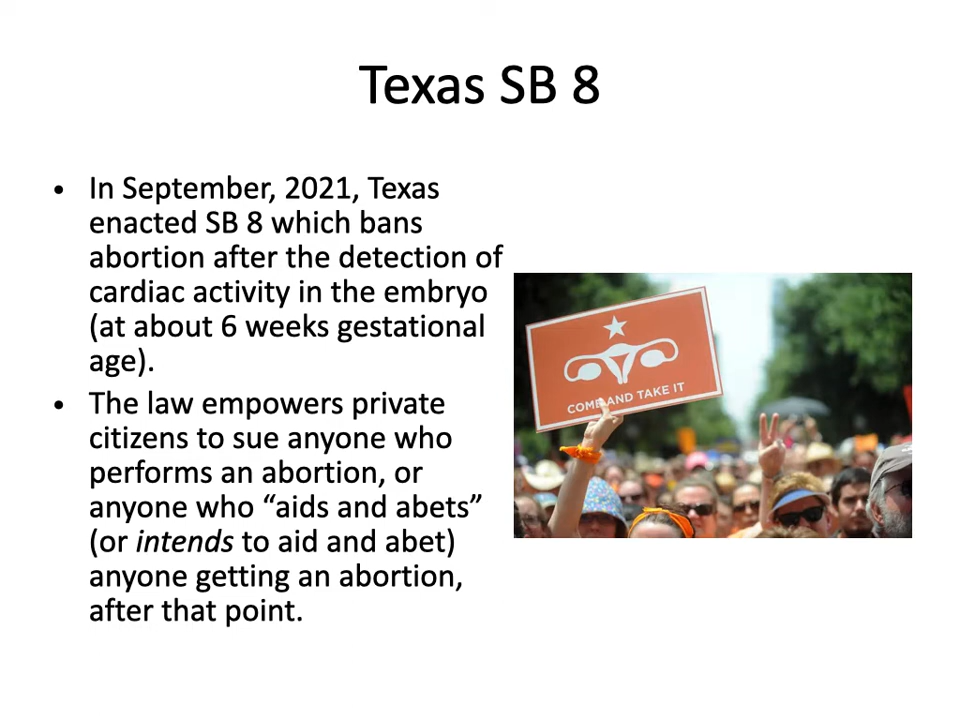 Texas SB 8
• In September, 2021, Texas
enacted SB 8 which bans
abortion after the detection of
cardiac activity in the embryo
(at about 6 weeks gestational
age).
• The law empowers private
citizens to sue anyone who
performs an abortion, or
anyone who “aids and abets”
(or intends to aid and abet)
anyone getting an abortion,
after that point.
COME AND TAKE IT